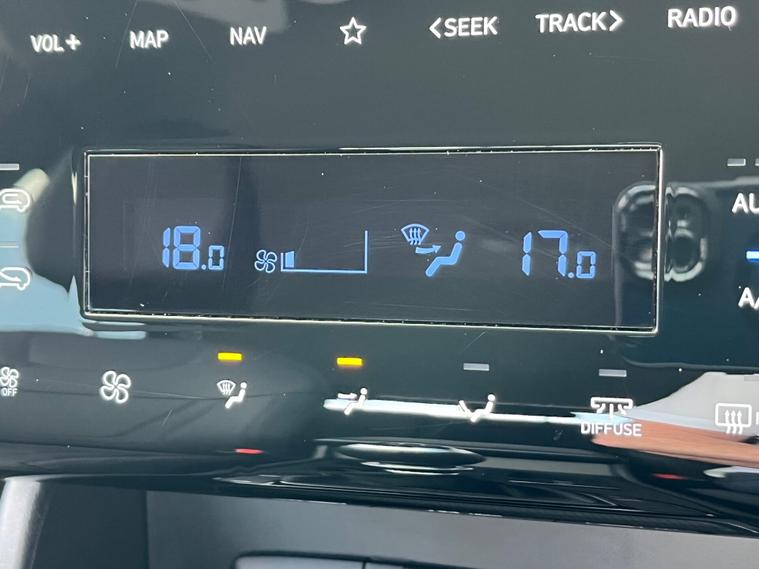 VOL+ MAP NAV <SEEK TRACK> RADIO
AU
18.0 17.0
A/
OFF
DIFFUSE